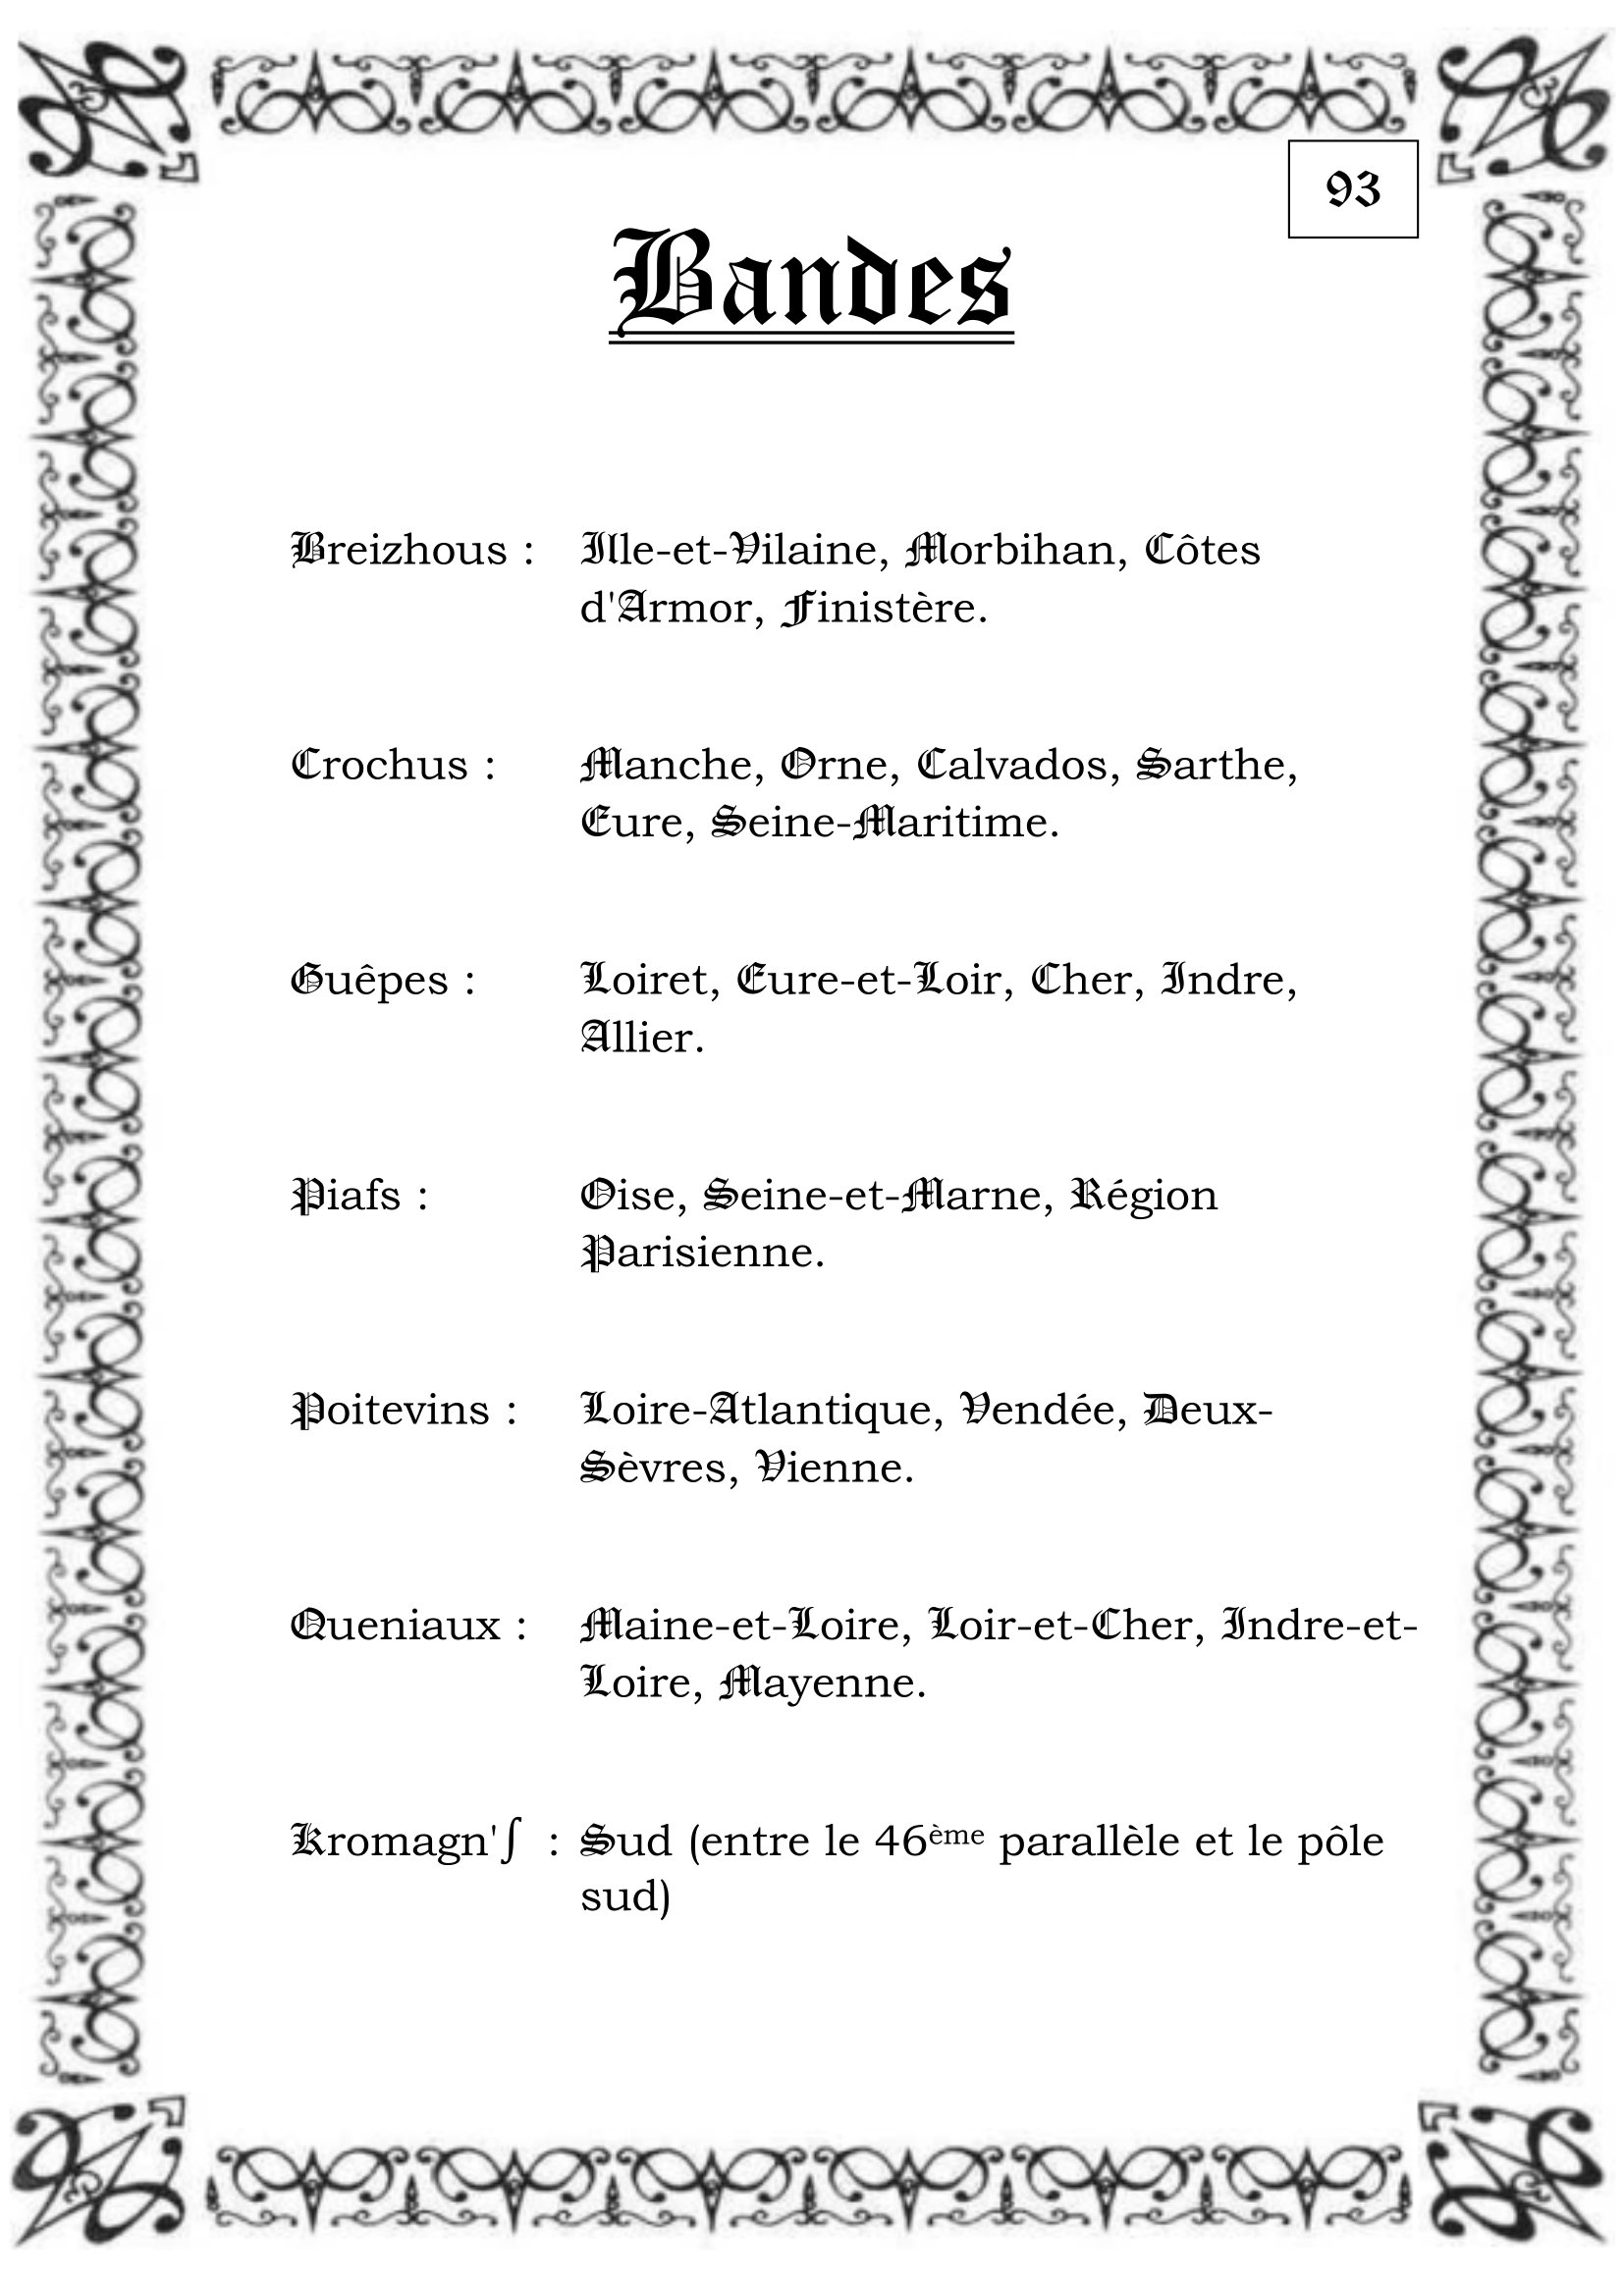 93
Bandes
Breizhous : Ille-et-Vilaine, Morbihan, Côtes
d'Armor, Finistère.
Crochus : Manche, Orne, Calvados, Sarthe,
Eure, Seine-Maritime.
Guêpes : Loiret, Eure-et-Loir, Cher, Indre,
Allier.
Piafs : Oise, Seine-et-Marne, Région
Parisienne.
Poitevins : Loire-Atlantique, Vendée, Deux-
Sèvres, Vienne.
Queniaux : Maine-et-Loire, Loir-et-Cher, Indre-et-
Loire, Mayenne.
Kromagn'ʃ : Sud (entre le 46ème parallèle et le pôle
sud)